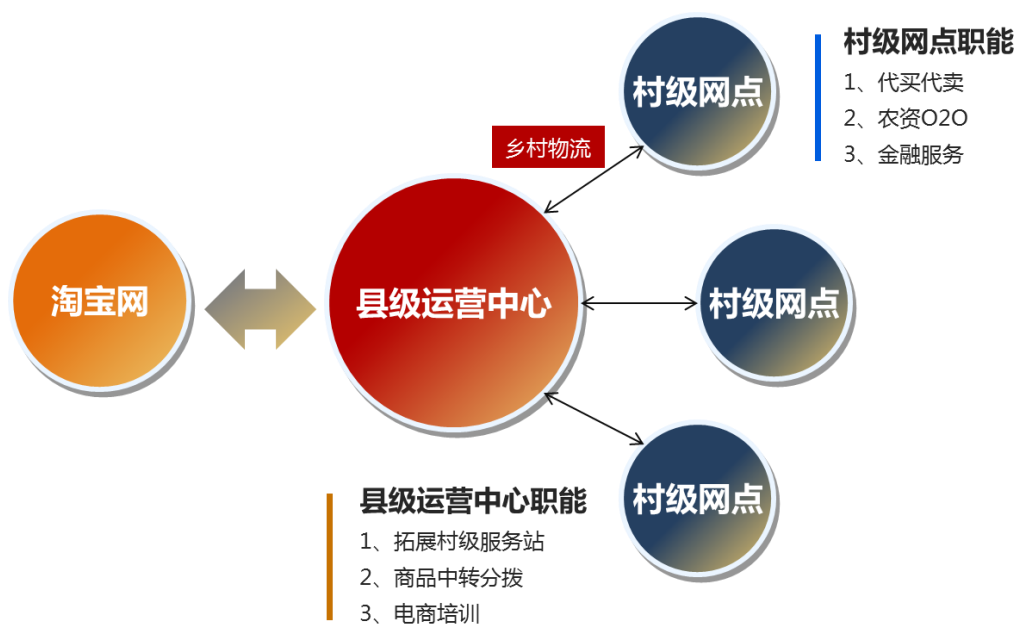 村级网点
村级网点职能
1、代买代卖
2、农资O2O
3、金融服务
乡村物流
淘宝网
县级运营中心
村级网点
村级网点
县级运营中心职能
1、拓展村级服务站
2、商品中转分拨
3、电商培训